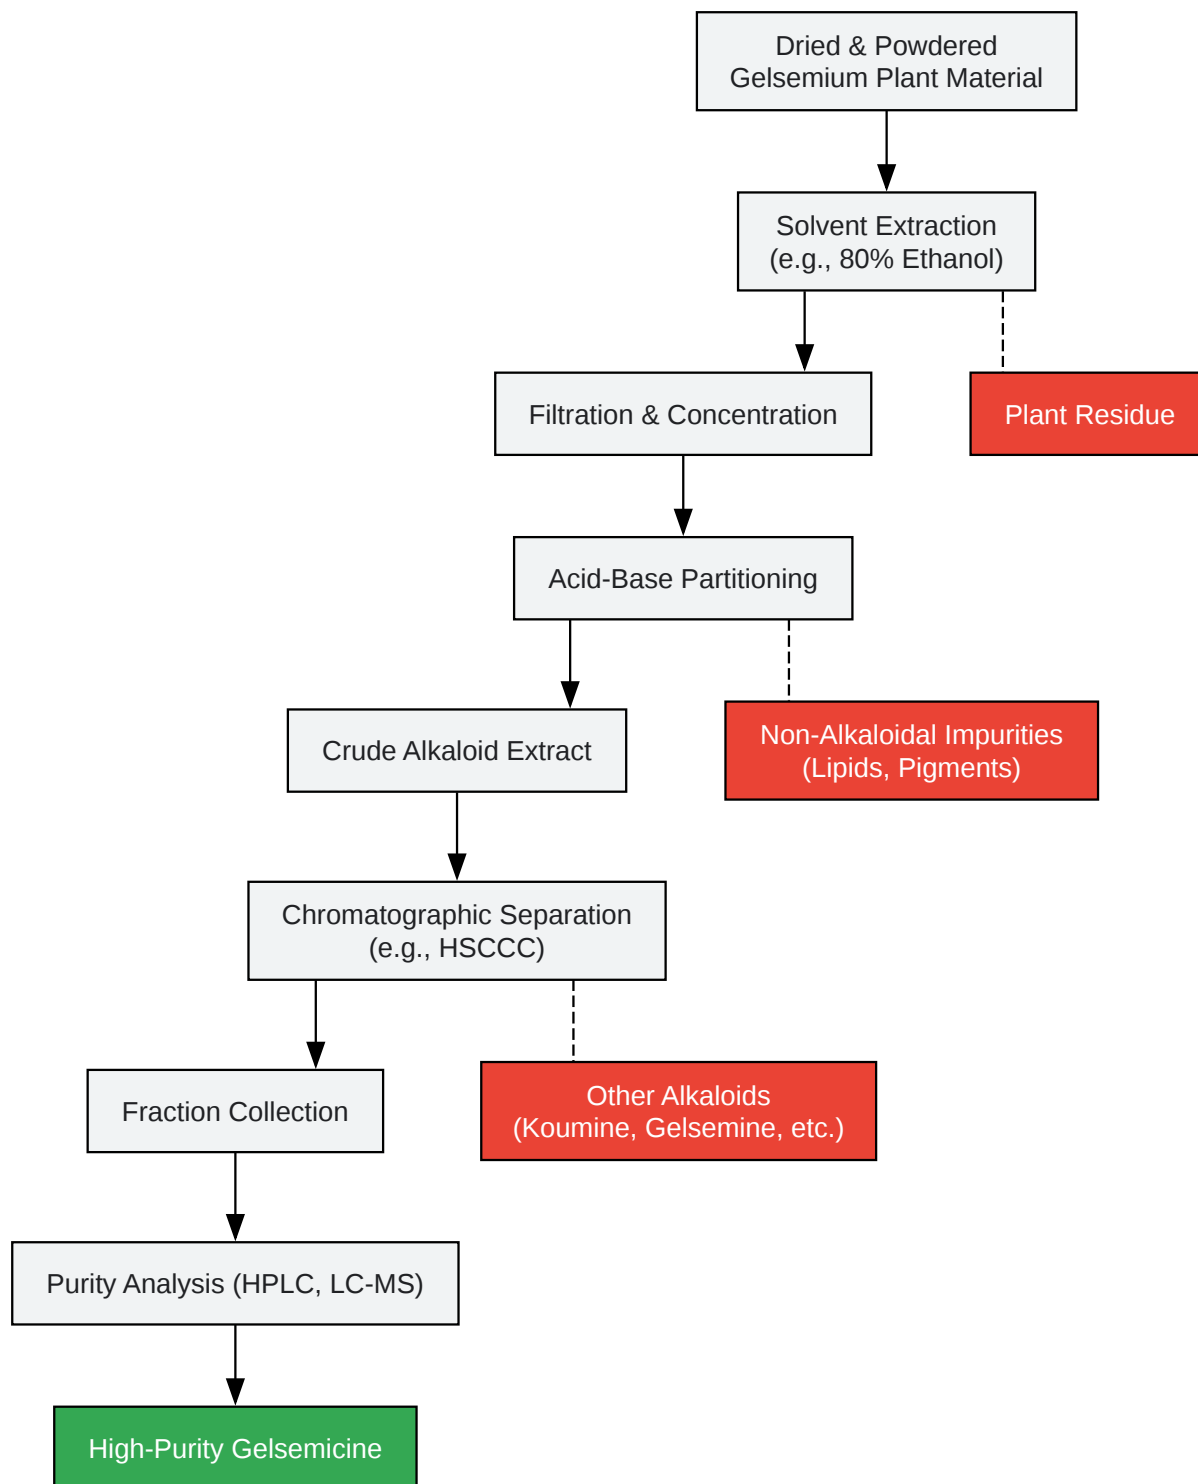 Dried & Powdered
Gelsemium Plant Material
Solvent Extraction
(e.g., 80% Ethanol)
Filtration & Concentration
Plant Residue
Acid-Base Partitioning
Non-Alkaloidal Impurities
(Lipids, Pigments)
Crude Alkaloid Extract
Chromatographic Separation
(e.g., HSCCC)
Other Alkaloids
(Koumine, Gelsemine, etc.)
Fraction Collection
Purity Analysis (HPLC, LC-MS)
High-Purity Gelsemicine